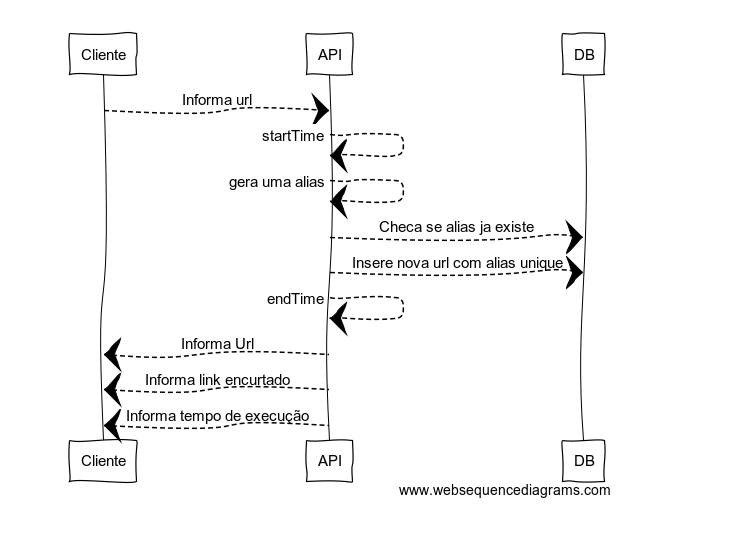 Cliente
API
DB
Informa url
startTime
gera uma alias
Checa se alias ja existe
Insere nova url com alias unique
endTime
Informa Url
Informa link encurtado
Informa tempo de execução
Cliente
API
DB
www.websequencediagrams.com